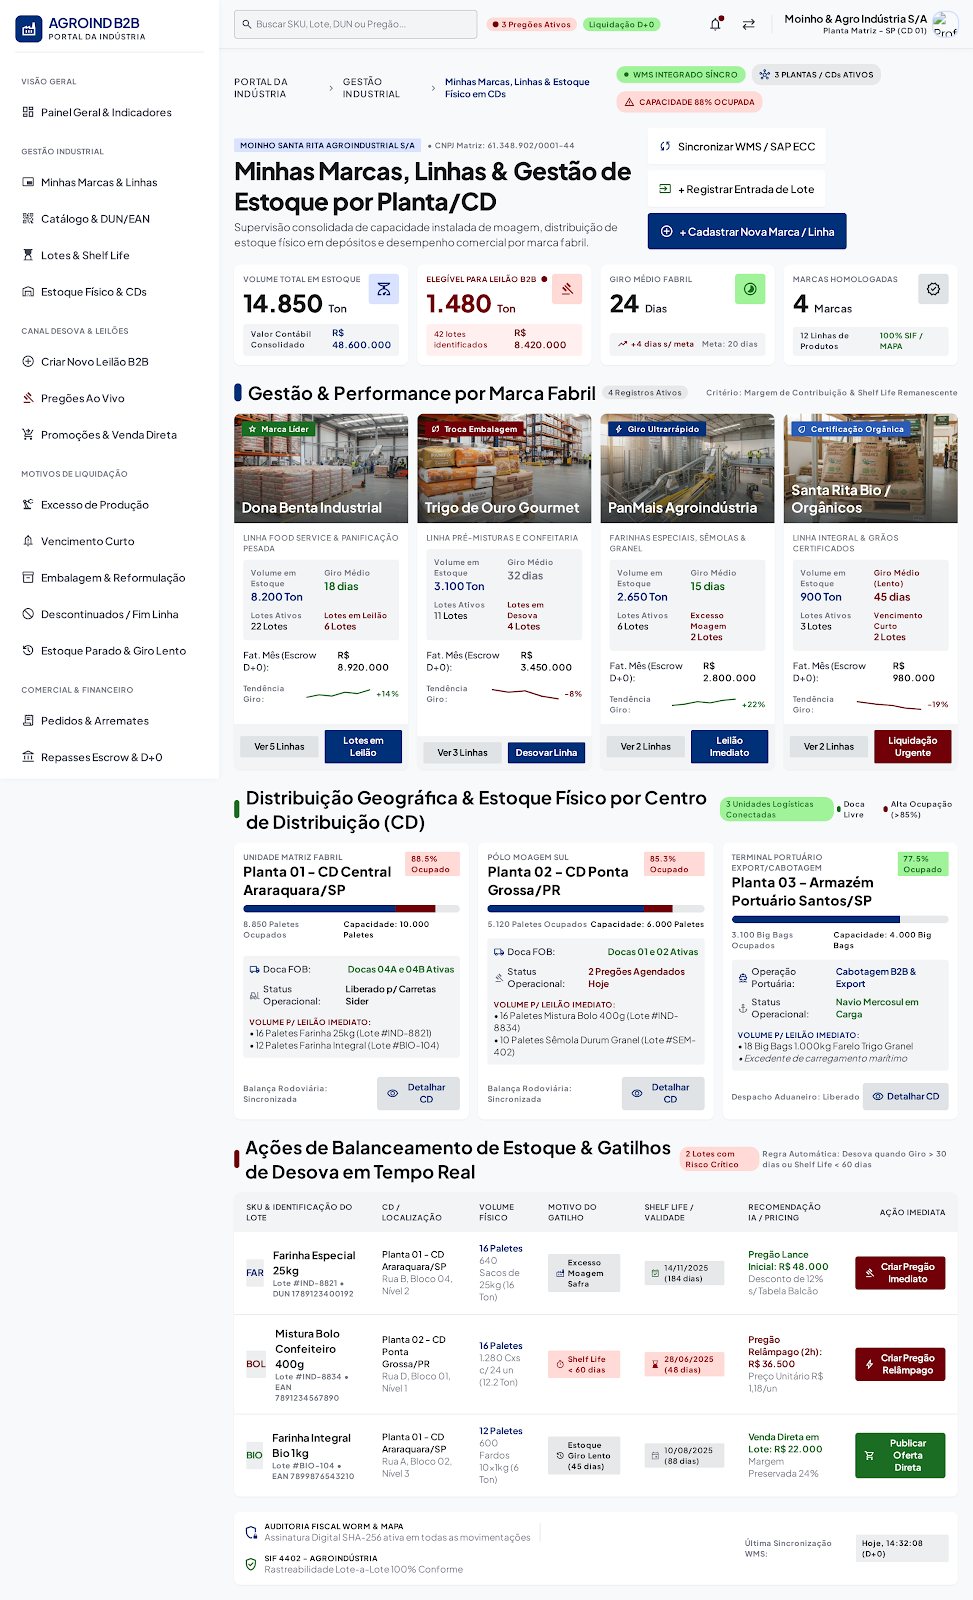 AGROIND B2B
PORTAL DA INDÚSTRIA
VISÃO GERAL
Painel Geral & Indicadores
GESTÃO INDUSTRIAL
Minhas Marcas & Linhas
Catálogo & DUN/EAN
Lotes & Shelf Life
Estoque Físico & CDs
CANAL DESOVA & LEILÕES
Criar Novo Leilão B2B
Pregões Ao Vivo
Promoções & Venda Direta
MOTIVOS DE LIQUIDAÇÃO
Excesso de Produção
Vencimento Curto
Embalagem & Reformulação
Descontinuados / Fim Linha
Estoque Parado & Giro Lento
COMERCIAL & FINANCEIRO
Pedidos & Arremates
Repasses Escrow & D+0
Buscar SKU, Lote, DUN ou Pregão...
3 Pregões Ativos
Liquidação D+0
Moinho & Agro Indústria S/A
Planta Matriz - SP (CD 01)
PORTAL DA
INDÚSTRIA
GESTÃO
INDUSTRIAL
Minhas Marcas, Linhas & Estoque
Físico em CDs
WMS INTEGRADO SÍNCRO
3 PLANTAS / CDs ATIVOS
CAPACIDADE 88% OCUPADA
MOINHO SANTA RITA AGROINDUSTRIAL S/A
• CNPJ Matriz: 61.348.902/0001-44
Minhas Marcas, Linhas & Gestão de
Estoque por Planta/CD
Supervisão consolidada de capacidade instalada de moagem, distribuição de
estoque físico em depósitos e desempenho comercial por marca fabril.
Sincronizar WMS / SAP ECC
+ Registrar Entrada de Lote
+ Cadastrar Nova Marca / Linha
VOLUME TOTAL EM ESTOQUE
14.850 Ton
Valor Contábil
Consolidado
R$
48.600.000
ELEGÍVEL PARA LEILÃO B2B
1.480 Ton
42 lotes
identificados
R$
8.420.000
GIRO MÉDIO FABRIL
24 Dias
+4 dias s/ meta
Meta: 20 dias
MARCAS HOMOLOGADAS
4 Marcas
12 Linhas de
Produtos
100% SIF /
MAPA
Gestão & Performance por Marca Fabril
4 Registros Ativos
Critério: Margem de Contribuição & Shelf Life Remanescente
Marca Líder
Dona Benta Industrial
LINHA FOOD SERVICE & PANIFICAÇÃO
PESADA
Volume em
Estoque
8.200 Ton
Giro Médio
18 dias
Lotes Ativos
22 Lotes
Lotes em Leilão
6 Lotes
Fat. Mês (Escrow
D+0):
R$
8.920.000
Tendência
Giro:
+14%
Ver 5 Linhas
Lotes em
Leilão
Troca Embalagem
Trigo de Ouro Gourmet
LINHA PRÉ-MISTURAS E CONFEITARIA
Volume em
Estoque
3.100 Ton
Giro Médio
32 dias
Lotes Ativos
11 Lotes
Lotes em
Desova
4 Lotes
Fat. Mês (Escrow
D+0):
R$
3.450.000
Tendência
Giro:
-8%
Ver 3 Linhas
Desovar Linha
Giro Ultrarrápido
PanMais Agroindústria
FARINHAS ESPECIAIS, SÊMOLAS &
GRANEL
Volume em
Estoque
2.650 Ton
Giro Médio
15 dias
Lotes Ativos
6 Lotes
Excesso
Moagem
2 Lotes
Fat. Mês (Escrow
D+0):
R$
2.800.000
Tendência
Giro:
+22%
Ver 2 Linhas
Leilão
Imediato
Certificação Orgânica
Santa Rita Bio /
Orgânicos
LINHA INTEGRAL & GRÃOS
CERTIFICADOS
Volume em
Estoque
900 Ton
Giro Médio
(Lento)
45 dias
Lotes Ativos
3 Lotes
Vencimento
Curto
2 Lotes
Fat. Mês (Escrow
D+0):
R$
980.000
Tendência
Giro:
-19%
Ver 2 Linhas
Liquidação
Urgente
Distribuição Geográfica & Estoque Físico por Centro
de Distribuição (CD)
3 Unidades Logísticas
Conectadas
Doca
Livre
Alta Ocupação
(>85%)
UNIDADE MATRIZ FABRIL
Planta 01 - CD Central
Araraquara/SP
88.5%
Ocupado
8.850 Paletes
Ocupados
Capacidade: 10.000
Paletes
Doca FOB:
Docas 04A e 04B Ativas
Status
Operacional:
Liberado p/ Carretas
Sider
VOLUME P/ LEILÃO IMEDIATO:
• 16 Paletes Farinha 25kg (Lote #IND-8821)
• 12 Paletes Farinha Integral (Lote #BIO-104)
Balança Rodoviária:
Sincronizada
Detalhar
CD
PÓLO MOAGEM SUL
Planta 02 - CD Ponta
Grossa/PR
85.3%
Ocupado
5.120 Paletes Ocupados
Capacidade: 6.000 Paletes
Doca FOB:
Docas 01 e 02 Ativas
Status
Operacional:
2 Pregões Agendados
Hoje
VOLUME P/ LEILÃO IMEDIATO:
• 16 Paletes Mistura Bolo 400g (Lote #IND-
8834)
• 10 Paletes Sêmola Durum Granel (Lote #SEM-
402)
Balança Rodoviária:
Sincronizada
Detalhar
CD
TERMINAL PORTUÁRIO
EXPORT/CABOTAGEM
Planta 03 - Armazém
Portuário Santos/SP
77.5%
Ocupado
3.100 Big Bags
Ocupados
Capacidade: 4.000 Big
Bags
Operação
Portuária:
Cabotagem B2B &
Export
Status
Operacional:
Navio Mercosul em
Carga
VOLUME P/ LEILÃO IMEDIATO:
• 18 Big Bags 1.000kg Farelo Trigo Granel
• Excedente de carregamento marítimo
Despacho Aduaneiro: Liberado
Detalhar CD
Ações de Balanceamento de Estoque & Gatilhos
de Desova em Tempo Real
2 Lotes com
Risco Crítico
Regra Automática: Desova quando Giro > 30
dias ou Shelf Life < 60 dias
SKU & IDENTIFICAÇÃO DO
LOTE
CD /
LOCALIZAÇÃO
VOLUME
FÍSICO
MOTIVO DO
GATILHO
SHELF LIFE /
VALIDADE
RECOMENDAÇÃO
IA / PRICING
AÇÃO IMEDIATA
FAR
Farinha Especial
25kg
Lote #IND-8821 •
DUN 1789123400192
Planta 01 - CD
Araraquara/SP
Rua B, Bloco 04,
Nível 2
16 Paletes
640
Sacos de
25kg (16
Ton)
Excesso
Moagem
Safra
14/11/2025
(184 dias)
Pregão Lance
Inicial: R$ 48.000
Desconto de 12%
s/ Tabela Balcão
Criar Pregão
Imediato
BOL
Mistura Bolo
Confeiteiro
400g
Lote #IND-8834 •
EAN
7891234567890
Planta 02 - CD
Ponta
Grossa/PR
Rua D, Bloco 01,
Nível 1
16 Paletes
1.280 Cxs
c/ 24 un
(12.2 Ton)
Shelf Life
< 60 dias
28/06/2025
(48 dias)
Pregão
Relâmpago (2h):
R$ 36.500
Preço Unitário R$
1,18/un
Criar Pregão
Relâmpago
BIO
Farinha Integral
Bio 1kg
Lote #BIO-104 •
EAN 7899876543210
Planta 01 - CD
Araraquara/SP
Rua A, Bloco 02,
Nível 3
12 Paletes
600
Fardos
10x1kg (6
Ton)
Estoque
Giro Lento
(45 dias)
10/08/2025
(88 dias)
Venda Direta em
Lote: R$ 22.000
Margem
Preservada 24%
Publicar
Oferta
Direta
AUDITORIA FISCAL WORM & MAPA
Assinatura Digital SHA-256 ativa em todas as movimentações
SIF 4402 - AGROINDÚSTRIA
Rastreabilidade Lote-a-Lote 100% Conforme
Última Sincronização
WMS:
Hoje, 14:32:08
(D+0)